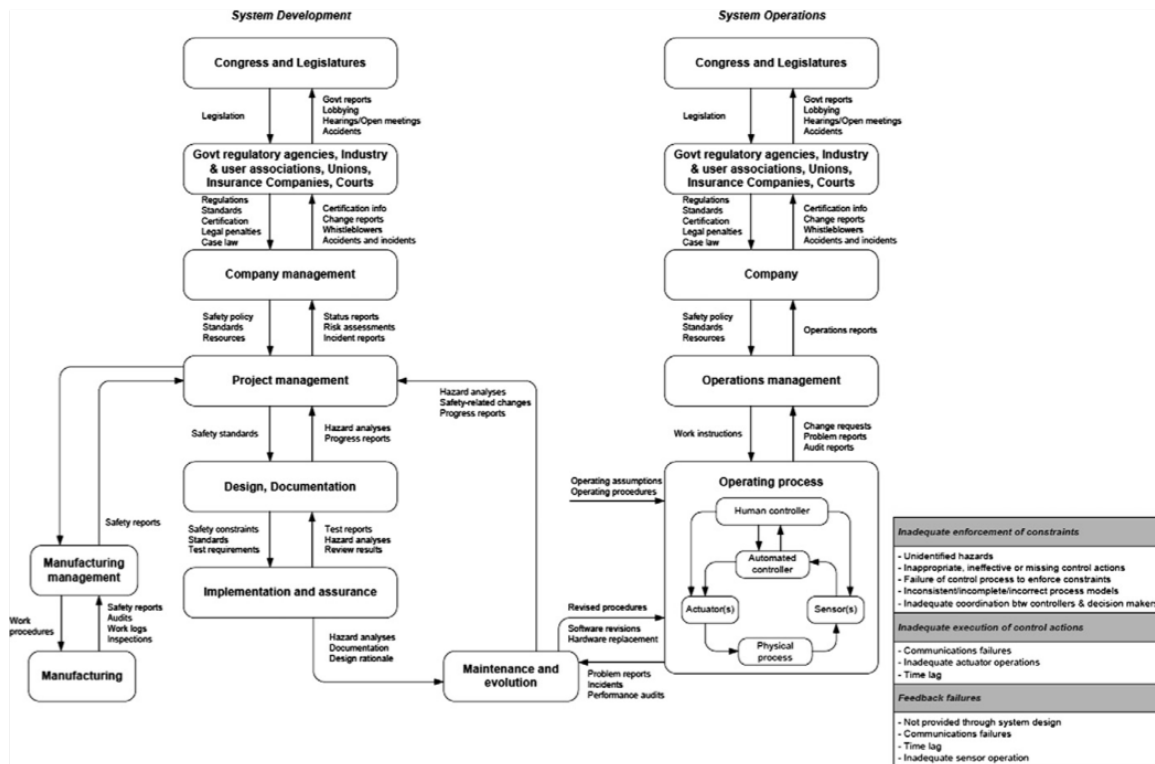 System Development
System Operations
Congress and Legislatures
Legislation
Govt reports
Lobbying
Hearings/Open meetings
Accidents
Govt regulatory agencies, Industry
& user associations, Unions,
Insurance Companies, Courts
Regulations
Standards
Certification
Legal penalties
Case law
Certification info
Change reports
Whistleblowers
Accidents and incidents
Company management
Safety policy
Standards
Resources
Status reports
Risk assessments
Incident reports
Project management
Hazard analyses
Safety-related changes
Progress reports
Safety standards
Hazard analyses
Progress reports
Design, Documentation
Safety constraints
Standards
Test requirements
Test reports
Hazard analyses
Review results
Implementation and assurance
Safety reports
Manufacturing
management
Work
procedures
Safety reports
Audits
Work logs
Inspections
Manufacturing
Hazard analyses
Documentation
Design rationale
Maintenance and
evolution
Revised procedures
Software revisions
Hardware replacement
Problem reports
Incidents
Performance audits
Congress and Legislatures
Legislation
Govt reports
Lobbying
Hearings/Open meetings
Accidents
Govt regulatory agencies, Industry
& user associations, Unions,
Insurance Companies, Courts
Regulations
Standards
Certification
Legal penalties
Case law
Certification info
Change reports
Whistleblowers
Accidents and incidents
Company
Safety policy
Standards
Resources
Operations reports
Operations management
Work instructions
Change requests
Problem reports
Audit reports
Operating assumptions
Operating procedures
Operating process
Human controller
Automated
controller
Actuator(s)
Sensor(s)
Physical
process
Inadequate enforcement of constraints
- Unidentified hazards
- Inappropriate, ineffective or missing control actions
- Failure of control process to enforce constraints
- Inconsistent/incomplete/incorrect process models
- Inadequate coordination btw controllers & decision makers
Inadequate execution of control actions
- Communications failures
- Inadequate actuator operations
- Time lag
Feedback failures
- Not provided through system design
- Communications failures
- Time lag
- Inadequate sensor operation